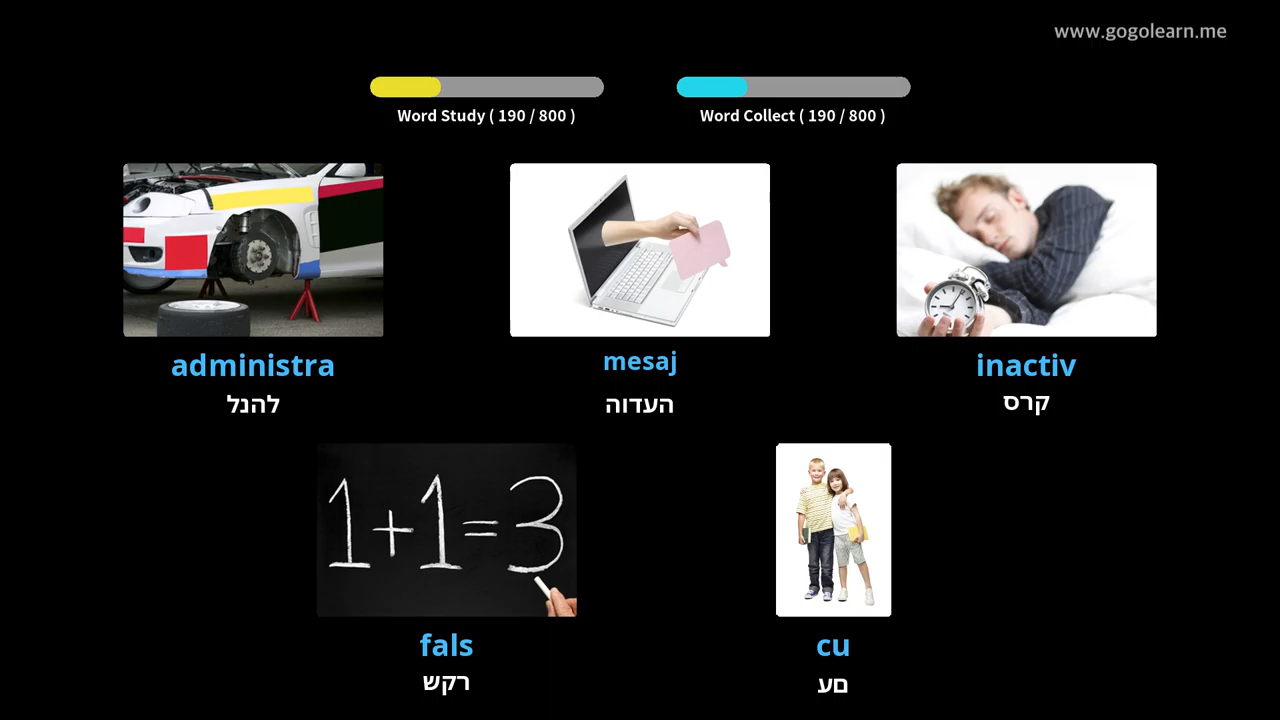 www.gogolearn.me
Word Study ( 190 / 800 )
Word Collect ( 190 / 800 )
administra
להנל
mesaj
העדוה
inactiv
קרס
1+1=3
fals
רקש
cu
םע